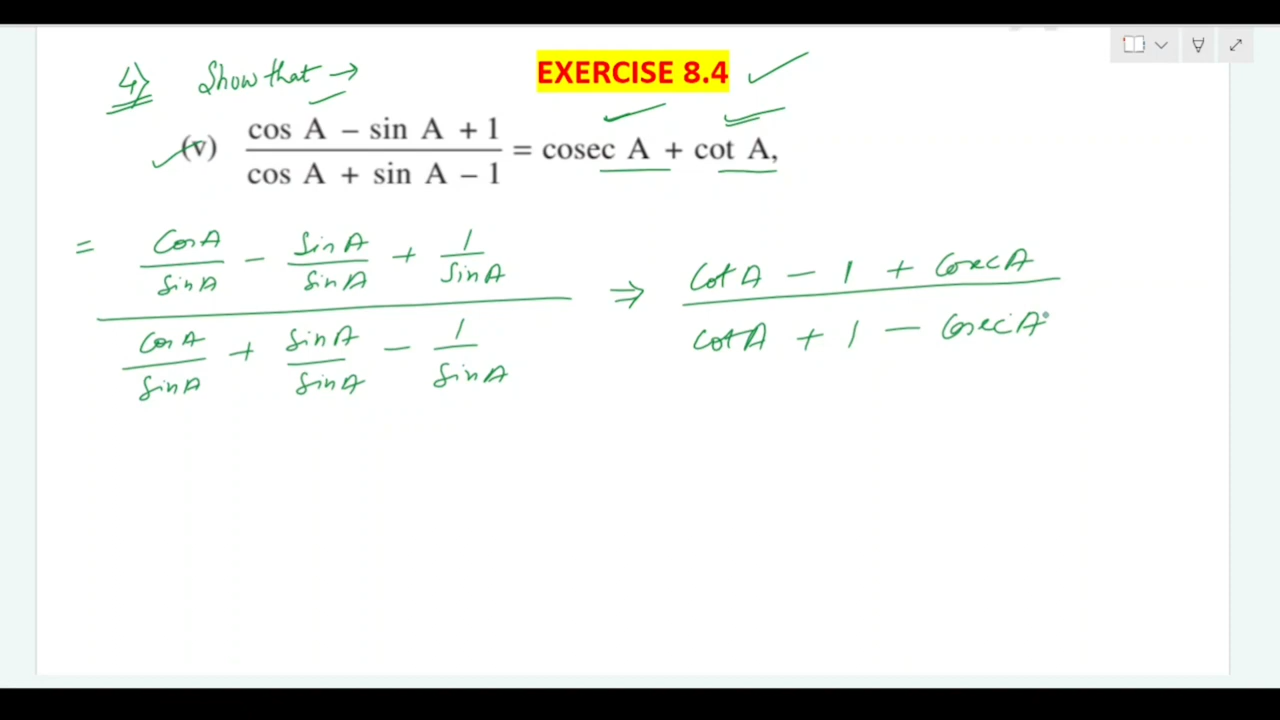 4) Show that →
EXERCISE 8.4
(v) (cos A − sin A + 1) / (cos A + sin A − 1) = cosec A + cot A,
= (CosA/SinA − SinA/SinA + 1/SinA) / (CosA/SinA + SinA/SinA − 1/SinA) ⇒ (CotA − 1 + CosecA) / (CotA + 1 − CosecA)